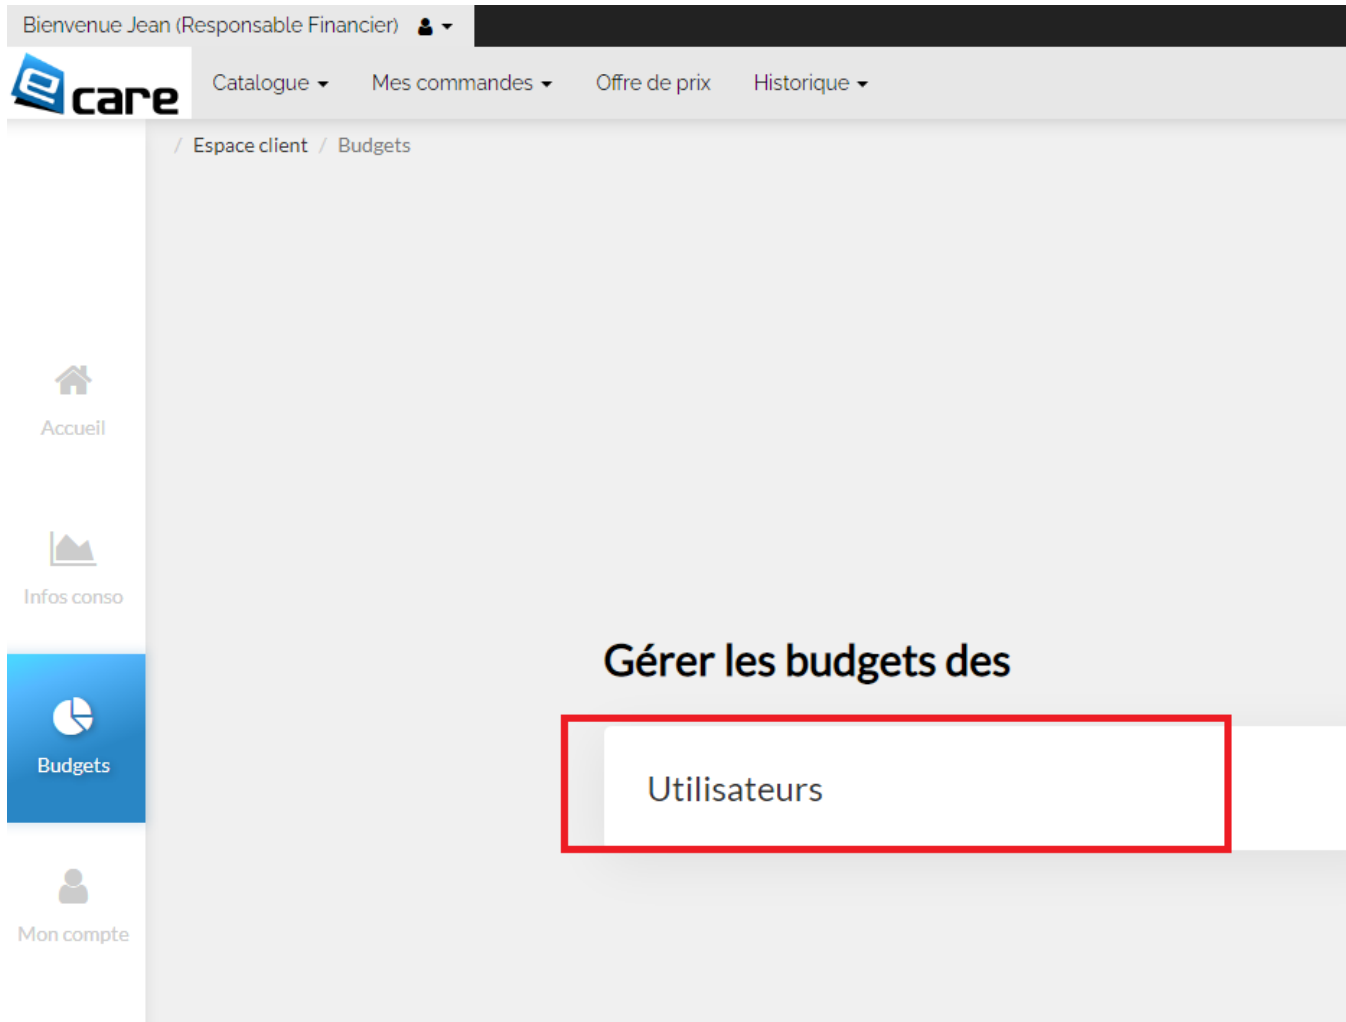 Bienvenue Jean (Responsable Financier)
e care
Catalogue Mes commandes Offre de prix Historique
/ Espace client / Budgets
Accueil
Infos conso
Budgets
Mon compte
Gérer les budgets des
Utilisateurs